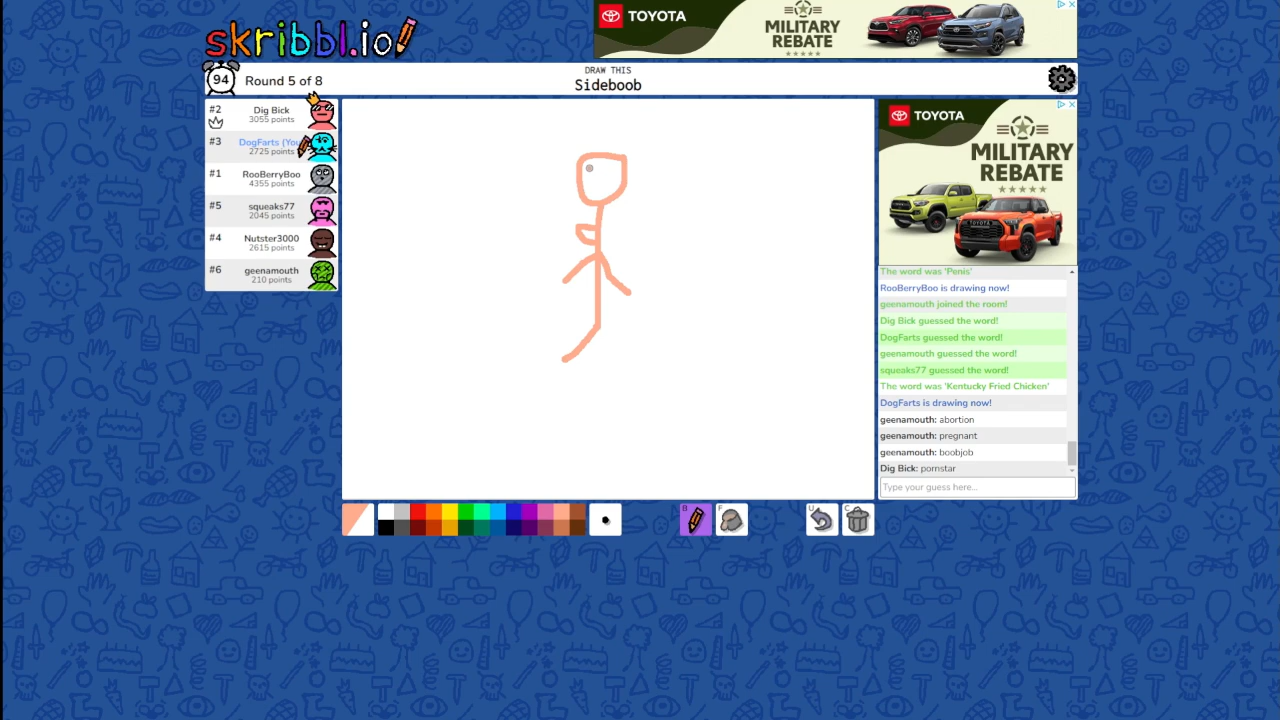 skribbl.io
TOYOTA
MILITARY
REBATE
94
Round 5 of 8
DRAW THIS
Sideboob
#2
Dig Bick
3055 points
#3
DogFarts (You
2725 points
#1
RooBerryBoo
4355 points
#5
squeaks77
2045 points
#4
Nutster3000
2615 points
#6
geenamouth
210 points
TOYOTA
MILITARY
REBATE
The word was 'Penis'
RooBerryBoo is drawing now!
geenamouth joined the room!
Dig Bick guessed the word!
DogFarts guessed the word!
geenamouth guessed the word!
squeaks77 guessed the word!
The word was 'Kentucky Fried Chicken'
DogFarts is drawing now!
geenamouth: abortion
geenamouth: pregnant
geenamouth: boobjob
Dig Bick: pornstar
Type your guess here...
B
F
U
C